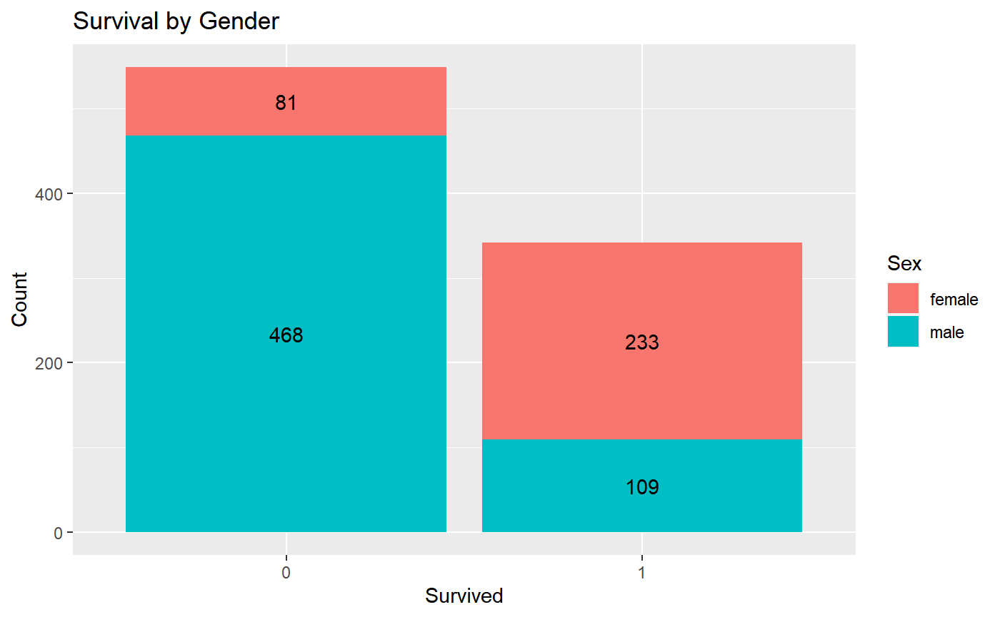 Survival by Gender
81
468
233
109
400
200
0
Count
0
1
Survived
Sex
female
male